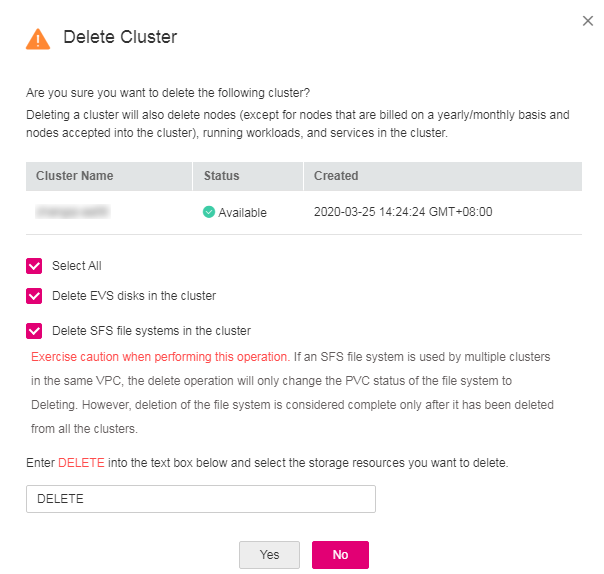 Delete Cluster
Are you sure you want to delete the following cluster?
Deleting a cluster will also delete nodes (except for nodes that are billed on a yearly/monthly basis and
nodes accepted into the cluster), running workloads, and services in the cluster.
Cluster Name Status Created
Available 2020-03-25 14:24:24 GMT+08:00
Select All
Delete EVS disks in the cluster
Delete SFS file systems in the cluster
Exercise caution when performing this operation. If an SFS file system is used by multiple clusters
in the same VPC, the delete operation will only change the PVC status of the file system to
Deleting. However, deletion of the file system is considered complete only after it has been deleted
from all the clusters.
Enter DELETE into the text box below and select the storage resources you want to delete.
DELETE
Yes No